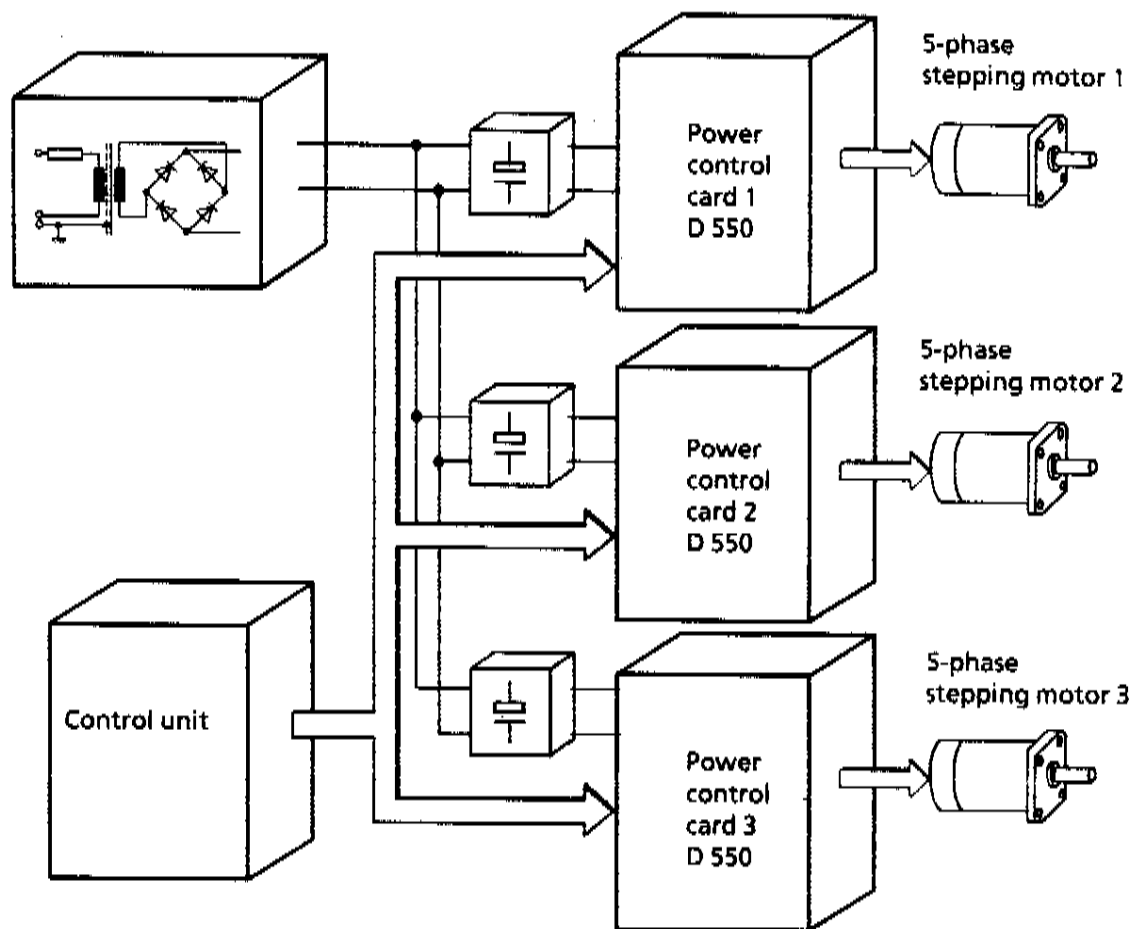 5-phase
stepping motor 1
Power
control
card 1
D 550
5-phase
stepping motor 2
Power
control
card 2
D 550
Control unit
5-phase
stepping motor 3
Power
control
card 3
D 550